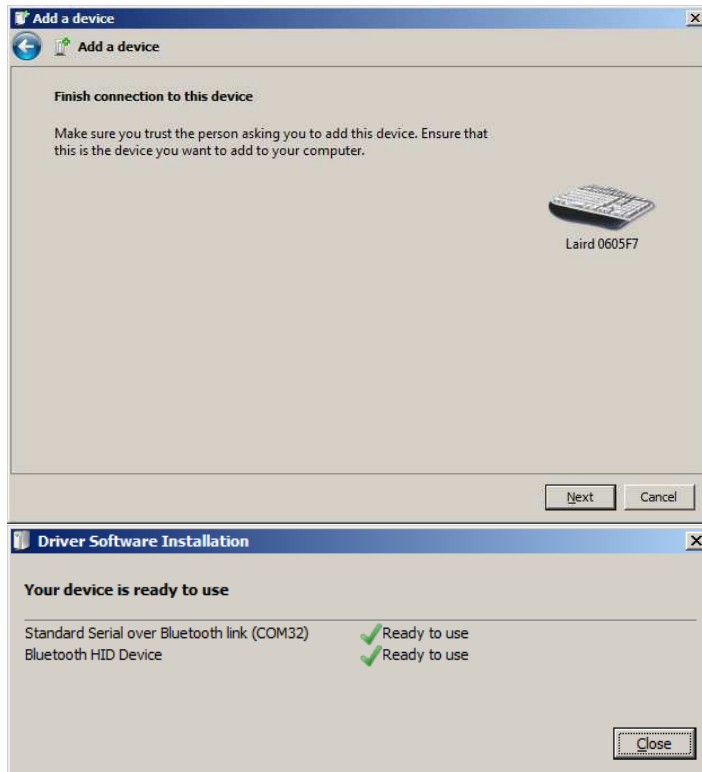 Add a device
Add a device
Finish connection to this device
Make sure you trust the person asking you to add this device. Ensure that
this is the device you want to add to your computer.
Laird 0605F7
Next Cancel
Driver Software Installation
Your device is ready to use
Standard Serial over Bluetooth link (COM32) Ready to use
Bluetooth HID Device Ready to use
Close